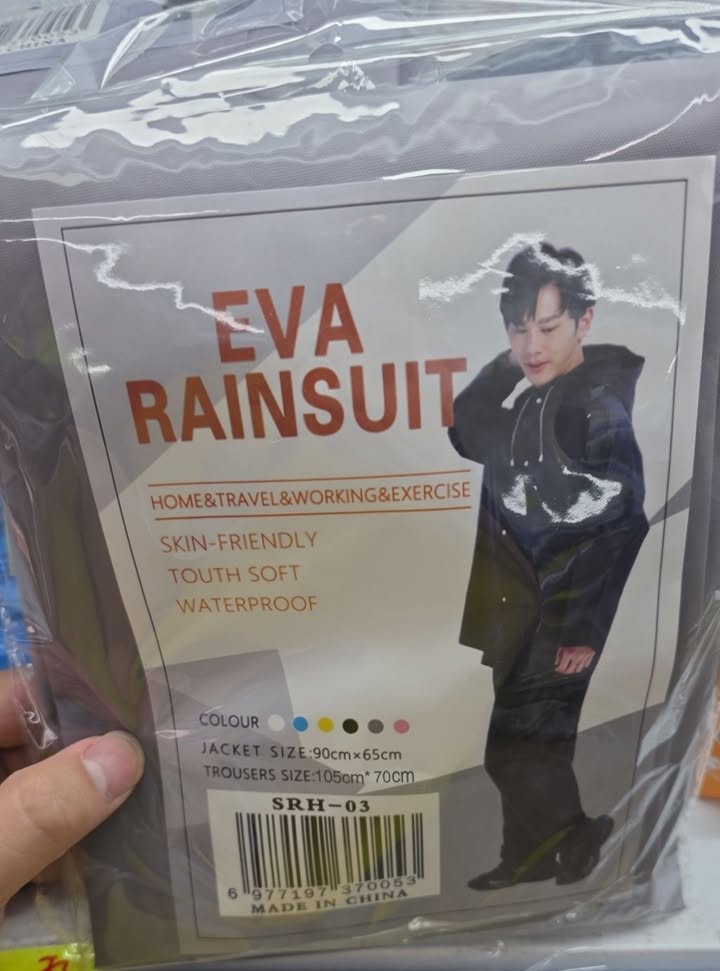 EVA
RAINSUIT
HOME&TRAVEL&WORKING&EXERCISE
SKIN-FRIENDLY
TOUTH SOFT
WATERPROOF
COLOUR
JACKET SIZE:90cm×65cm
TROUSERS SIZE:105cm*70cm
SRH-03
6 977197 370053
MADE IN CHINA